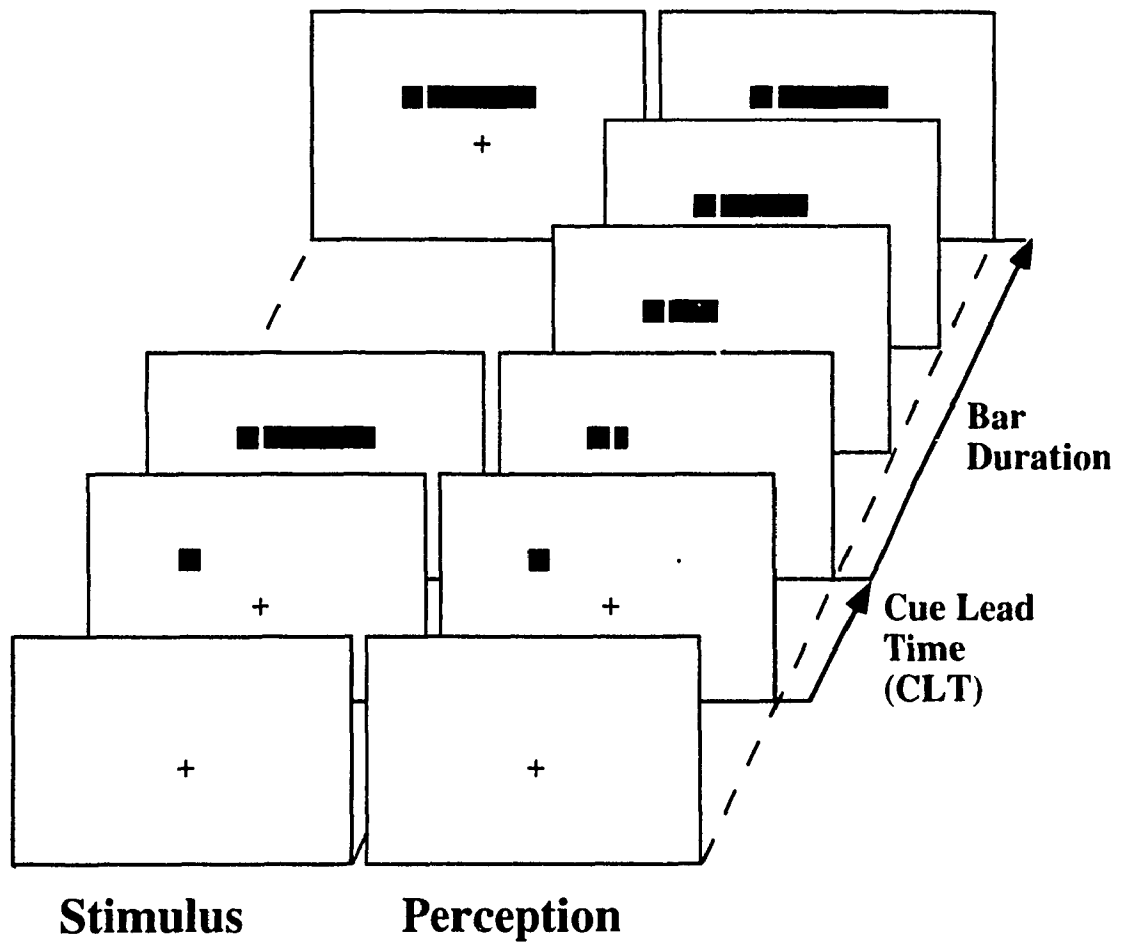 Bar
Duration
Cue Lead
Time
(CLT)
Stimulus
Perception